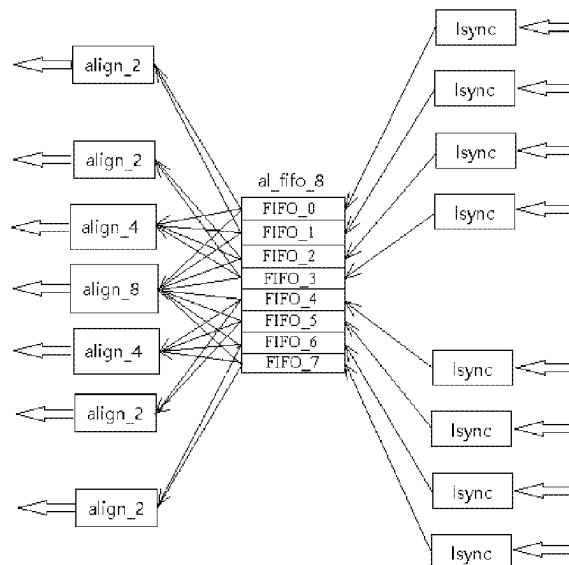 align_2
align_2
align_4
align_8
align_4
align_2
align_2
al_fifo_8
FIFO_0
FIFO_1
FIFO_2
FIFO_3
FIFO_4
FIFO_5
FIFO_6
FIFO_7
lsync
lsync
lsync
lsync
lsync
lsync
lsync
lsync